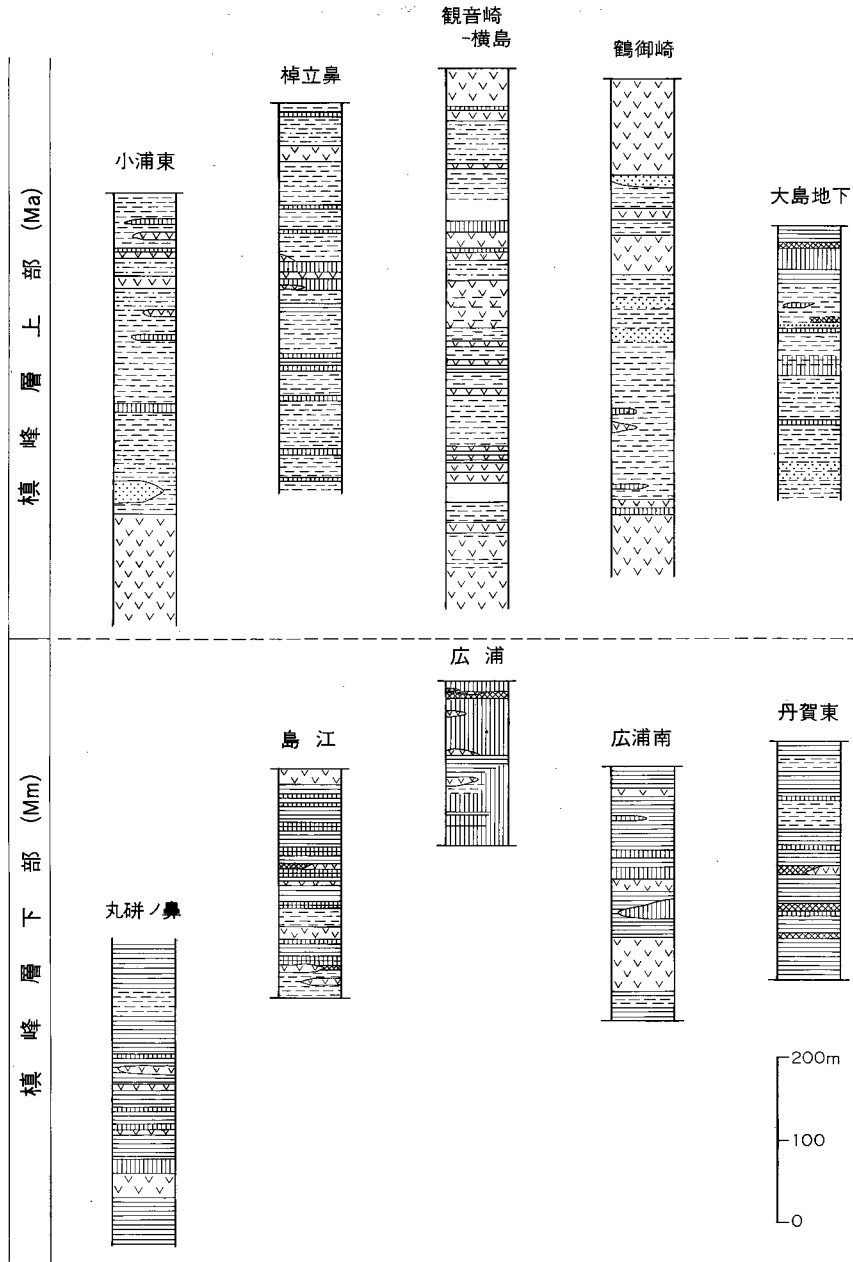 観音崎
-横島
鶴御崎
棹立鼻
小浦東
大島地下
槙峰層上部 (Ma)
広浦
丹賀東
広浦南
島江
丸硑ノ鼻
槙峰層下部 (Mm)
200m
100
0